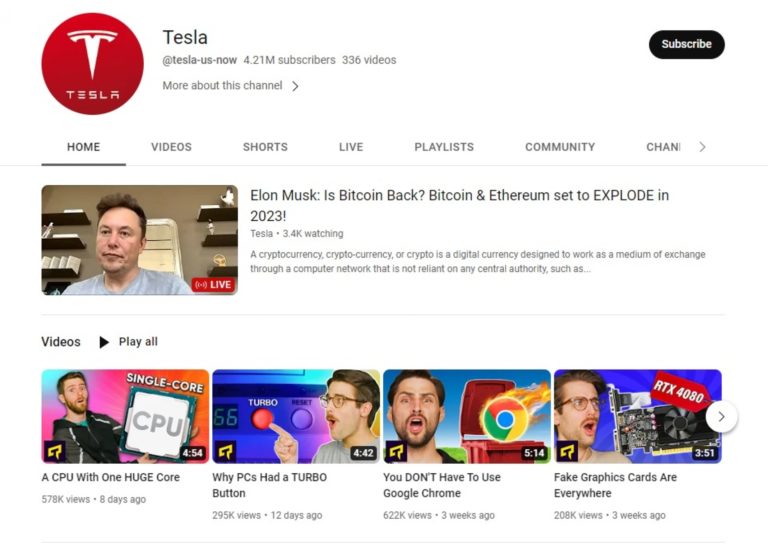 Tesla
@tesla-us-now 4.21M subscribers 336 videos
More about this channel
Subscribe
TESLA
HOME VIDEOS SHORTS LIVE PLAYLISTS COMMUNITY CHANI
Elon Musk: Is Bitcoin Back? Bitcoin & Ethereum set to EXPLODE in
2023!
Tesla • 3.4K watching
A cryptocurrency, crypto-currency, or crypto is a digital currency designed to work as a medium of exchange
through a computer network that is not reliant on any central authority, such as...
LIVE
Videos Play all
SINGLE-CORE
CPU
4:54
66 TURBO RESET
4:42
5:14
RTX 4080
3:51
A CPU With One HUGE Core
578K views • 8 days ago
Why PCs Had a TURBO
Button
295K views • 12 days ago
You DON'T Have To Use
Google Chrome
622K views • 3 weeks ago
Fake Graphics Cards Are
Everywhere
208K views • 3 weeks ago